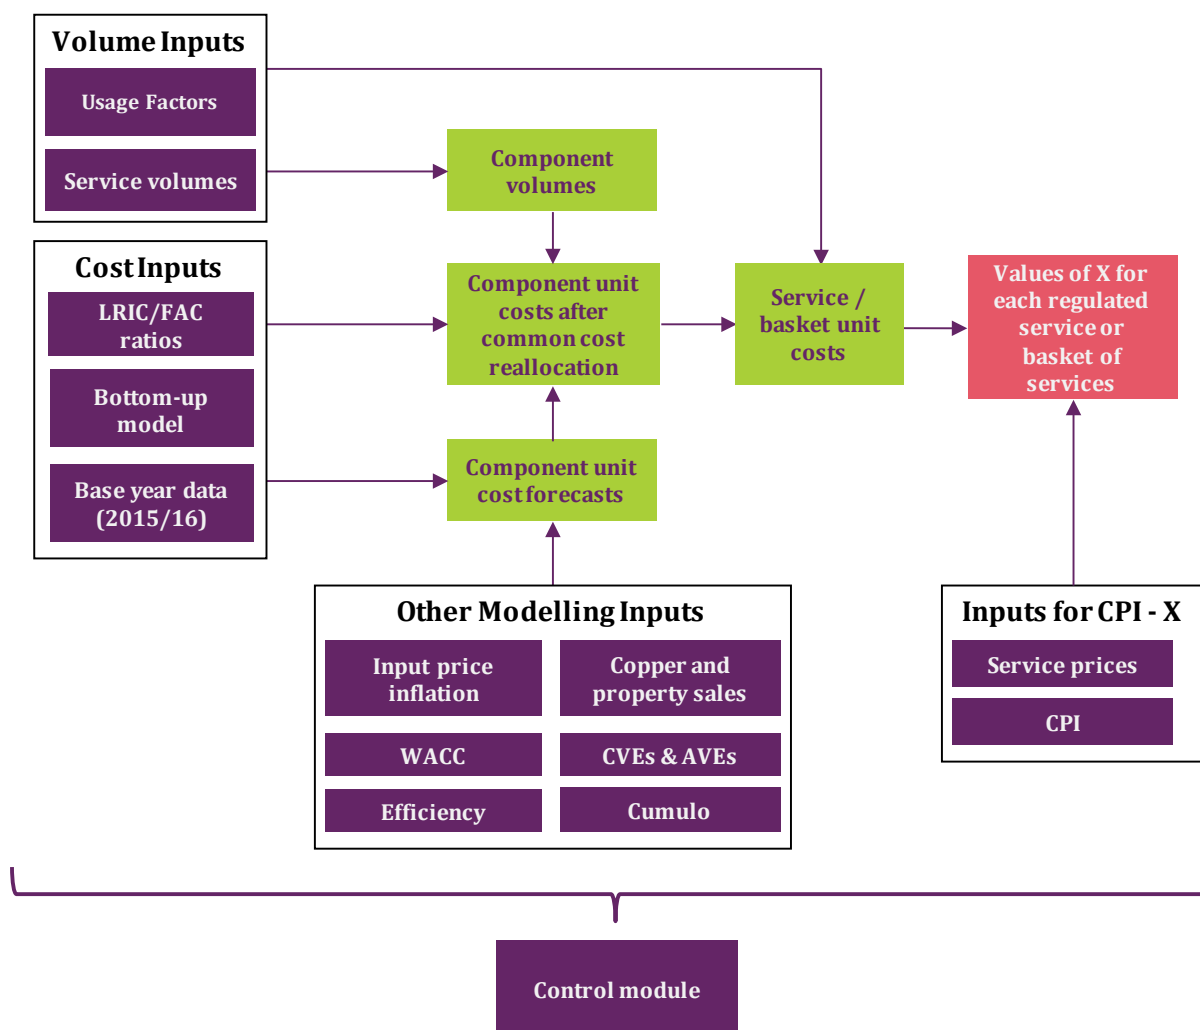 Volume Inputs
Usage Factors
Service volumes
Component
volumes
Cost Inputs
LRIC/FAC
ratios
Bottom-up
model
Base year data
(2015/16)
Component unit
costs after
common cost
reallocation
Service /
basket unit
costs
Values of X for
each regulated
service or
basket of
services
Component unit
cost forecasts
Other Modelling Inputs
Input price
inflation
Copper and
property sales
WACC
CVEs & AVEs
Efficiency
Cumulo
Inputs for CPI - X
Service prices
CPI
Control module